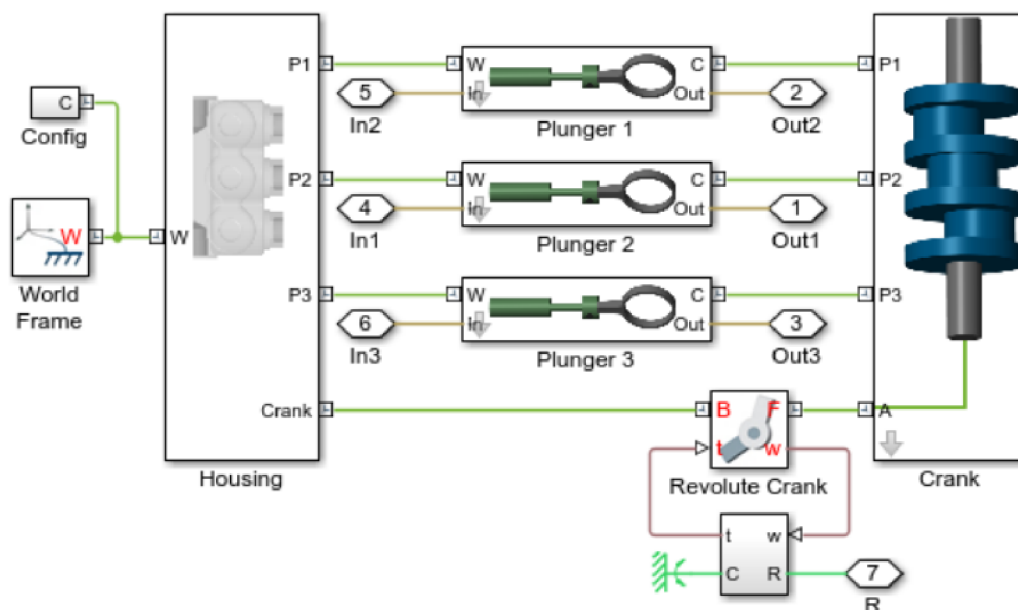 P1 W C P1
5 In Out 2
C In2 Plunger 1 Out2
Config
P2 W C P2
4 In Out 1
W W In1 Plunger 2 Out1
World
Frame
P3 W C P3
6 In Out 3
In3 Plunger 3 Out3
Crank B F A
t w
Housing Revolute Crank Crank
t w
C R 7
R